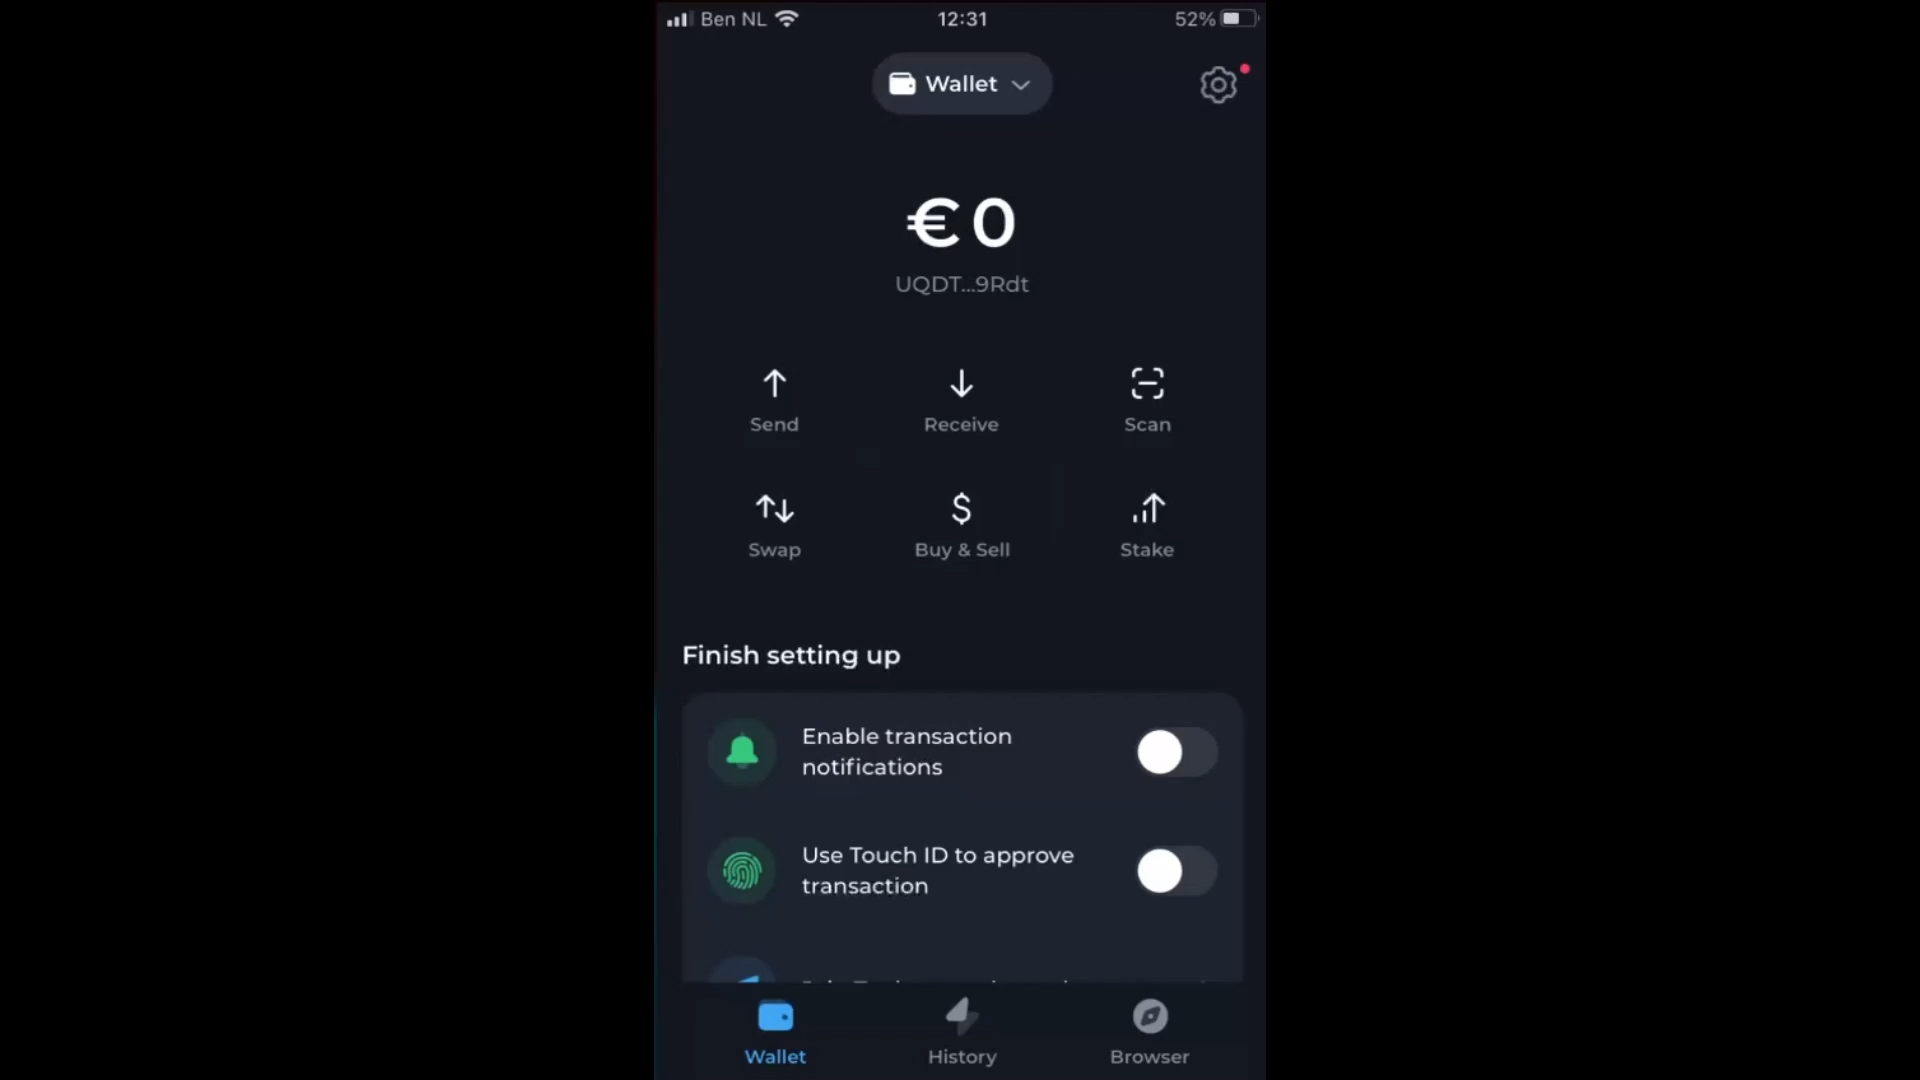 Ben NL 12:31 52%
Wallet
€0
UQDT...9Rdt
Send Receive Scan
Swap Buy & Sell Stake
Finish setting up
Enable transaction
notifications
Use Touch ID to approve
transaction
Wallet History Browser